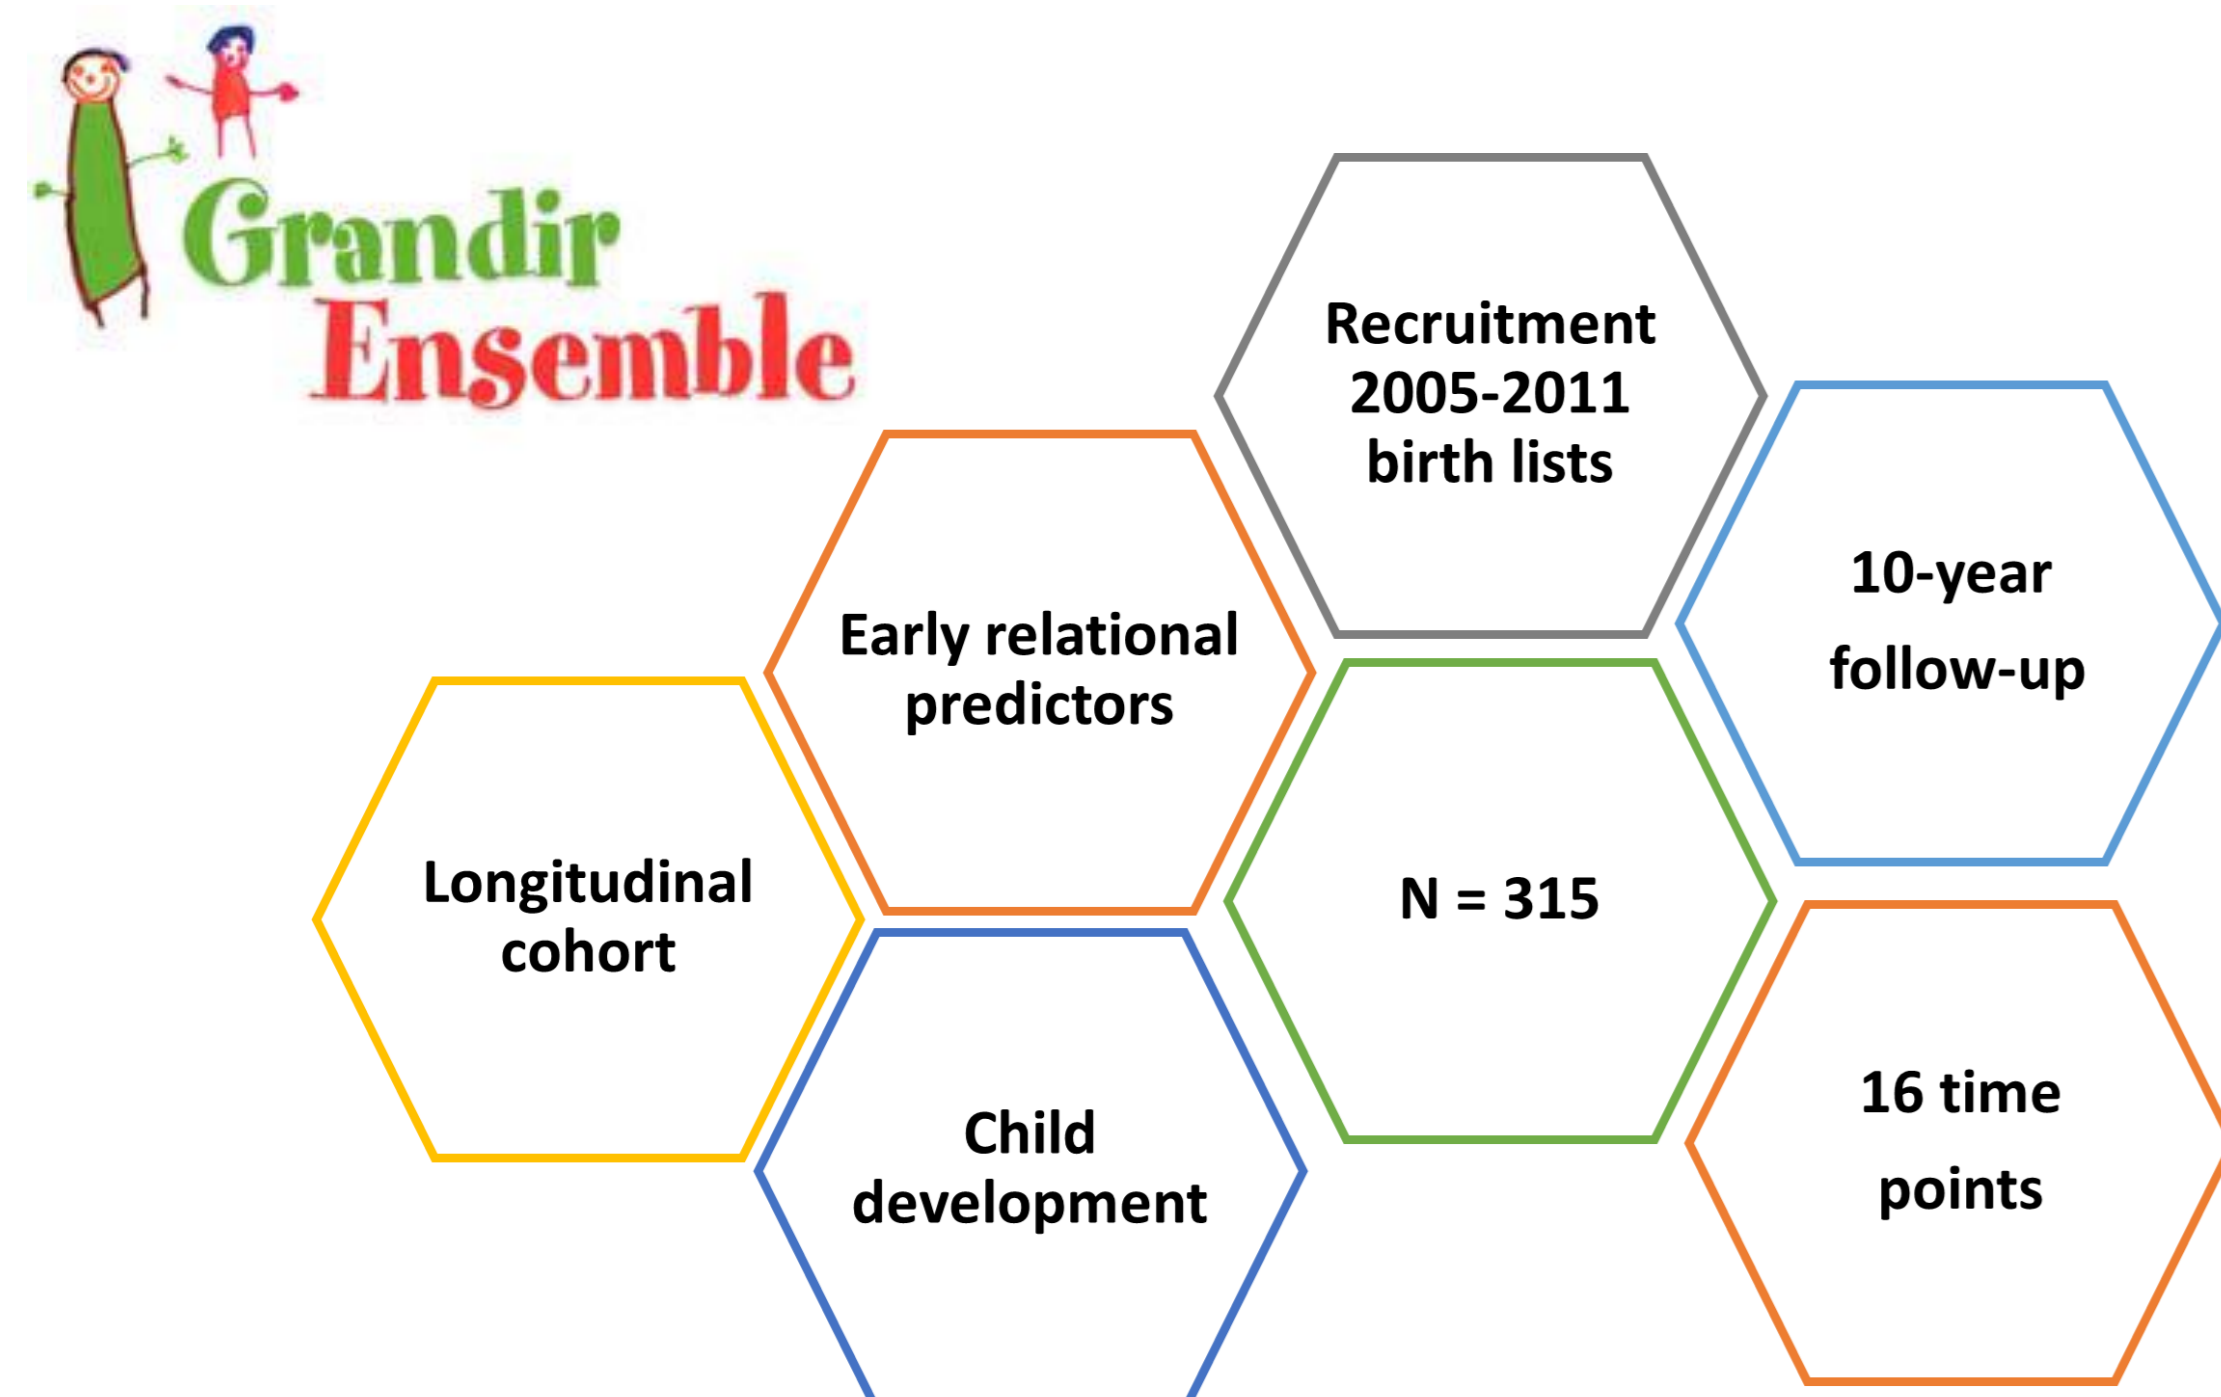 Grandir
Ensemble
Recruitment
2005-2011
birth lists
10-year
follow-up
Early relational
predictors
Longitudinal
cohort
N = 315
Child
development
16 time
points